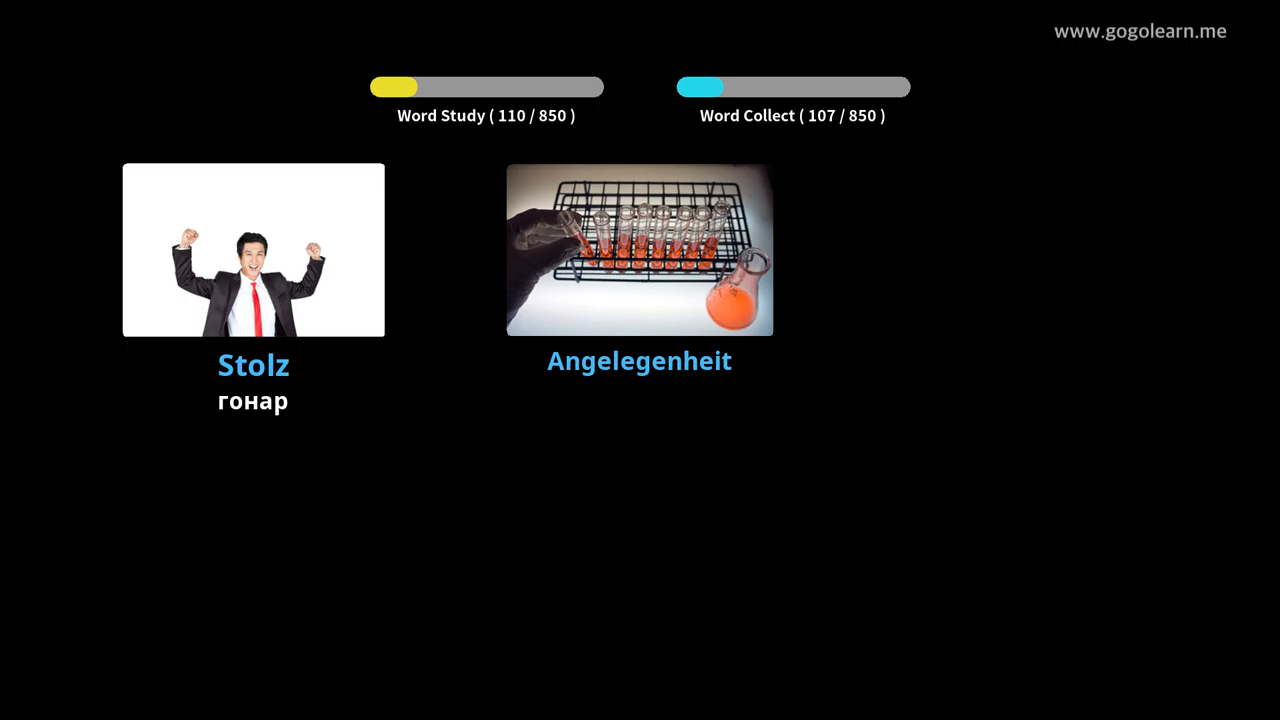 www.gogolearn.me
Word Study ( 110 / 850 )
Word Collect ( 107 / 850 )
Stolz
гонар
Angelegenheit